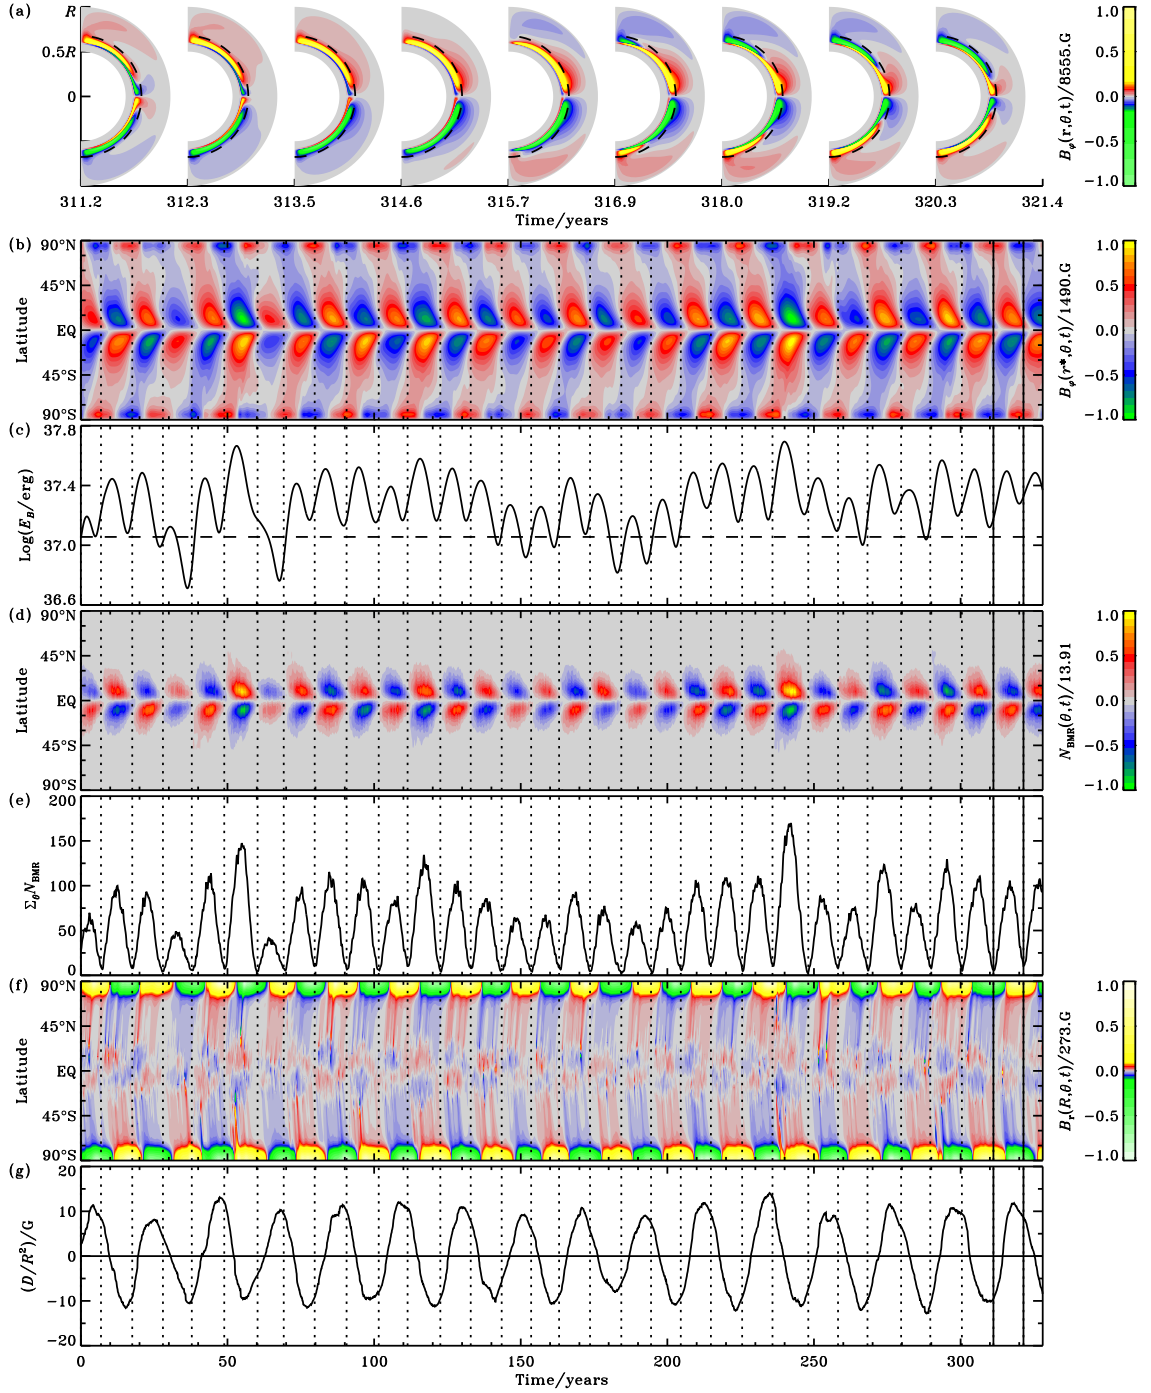 (a)
R
0.5R
0
311.2 312.3 313.5 314.6 315.7 316.9 318.0 319.2 320.3 321.4
Time/years
1.0
0.5
0.0
−0.5
−1.0
Bφ(r,θ,t)/8555.G
(b)
90°N
45°N
EQ
45°S
90°S
Latitude
1.0
0.5
0.0
−0.5
−1.0
Bφ(r*,θ,t)/1490.G
(c)
37.8
37.4
37.0
36.6
Log(E_B/erg)
(d)
90°N
45°N
EQ
45°S
90°S
Latitude
1.0
0.5
0.0
−0.5
−1.0
N_BMR(θ,t)/13.91
(e)
200
150
100
50
0
Σ_θN_BMR
(f)
90°N
45°N
EQ
45°S
90°S
Latitude
1.0
0.5
0.0
−0.5
−1.0
B_r(R,θ,t)/273.G
(g)
20
10
0
−10
−20
(D/R²)/G
0 50 100 150 200 250 300
Time/years